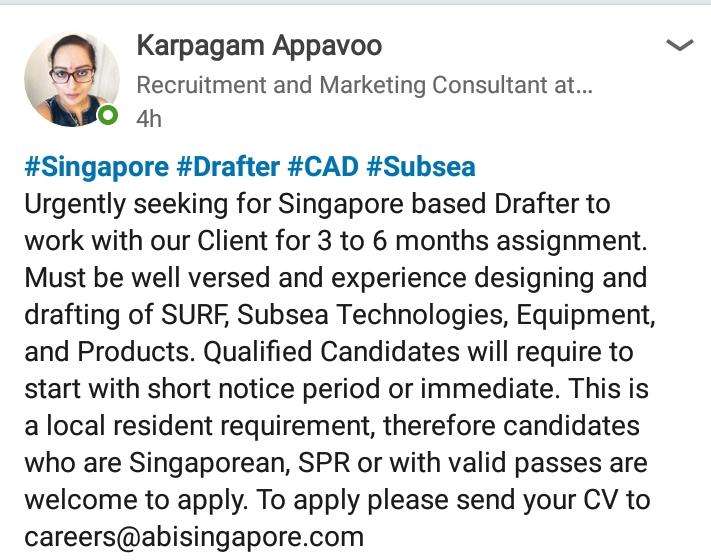 Karpagam Appavoo
Recruitment and Marketing Consultant at...
4h
#Singapore #Drafter #CAD #Subsea
Urgently seeking for Singapore based Drafter to
work with our Client for 3 to 6 months assignment.
Must be well versed and experience designing and
drafting of SURF, Subsea Technologies, Equipment,
and Products. Qualified Candidates will require to
start with short notice period or immediate. This is
a local resident requirement, therefore candidates
who are Singaporean, SPR or with valid passes are
welcome to apply. To apply please send your CV to
careers@abisingapore.com